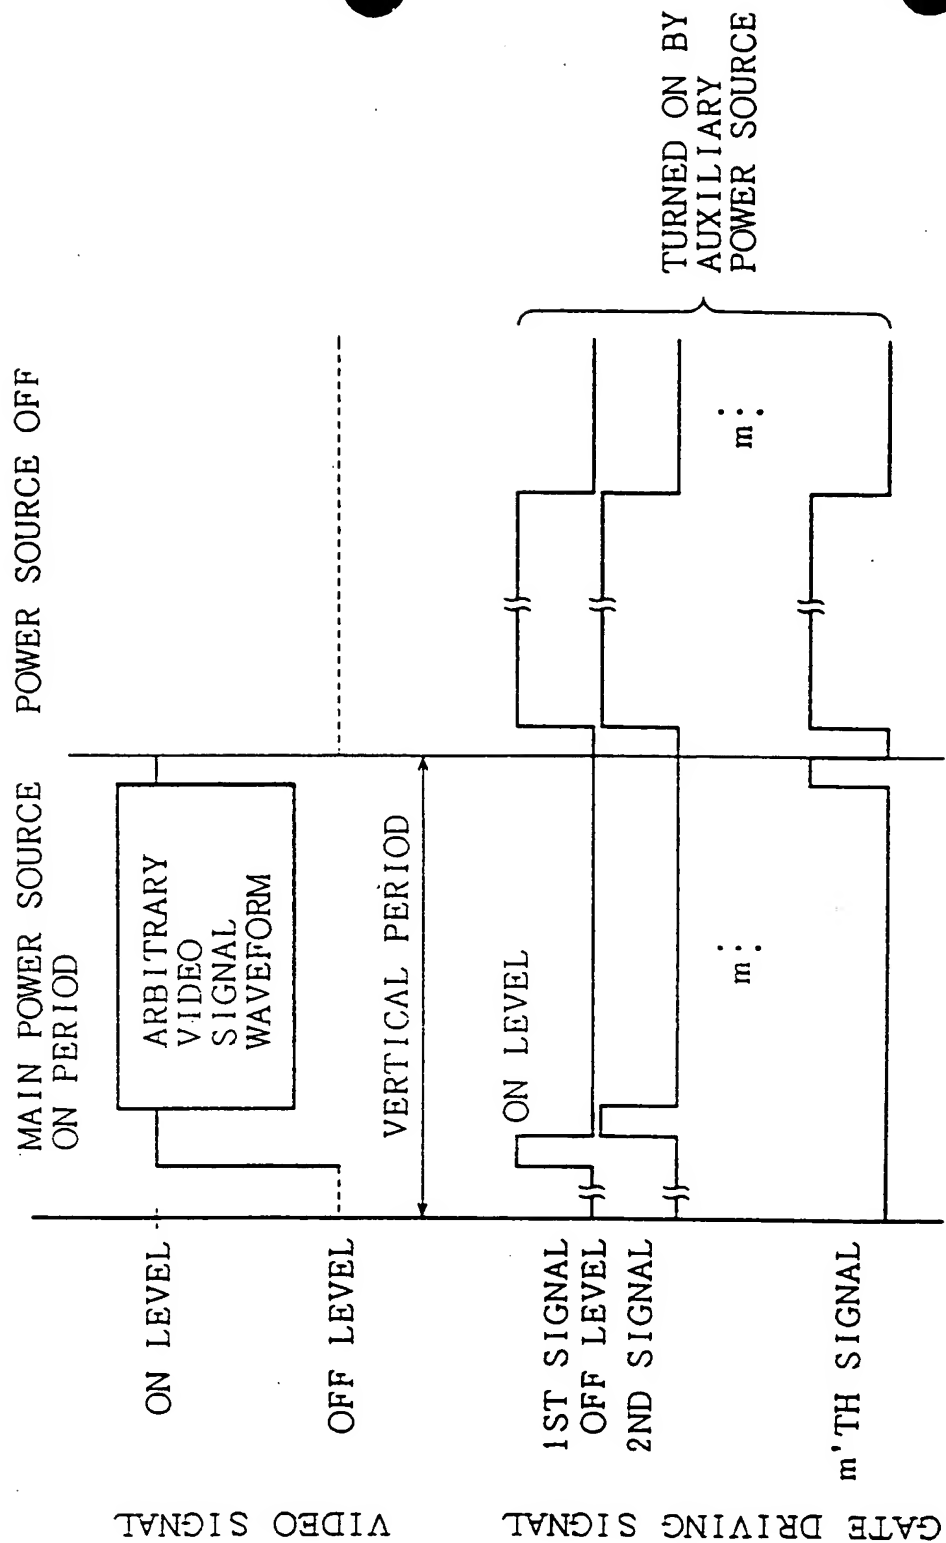 MAIN POWER SOURCE
ON PERIOD
POWER SOURCE OFF
VIDEO SIGNAL
ON LEVEL
OFF LEVEL
ARBITRARY
VIDEO
SIGNAL
WAVEFORM
VERTICAL PERIOD
GATE DRIVING SIGNAL
1ST SIGNAL
OFF LEVEL
2ND SIGNAL
m'TH SIGNAL
ON LEVEL
m
m
TURNED ON BY
AUXILIARY
POWER SOURCE